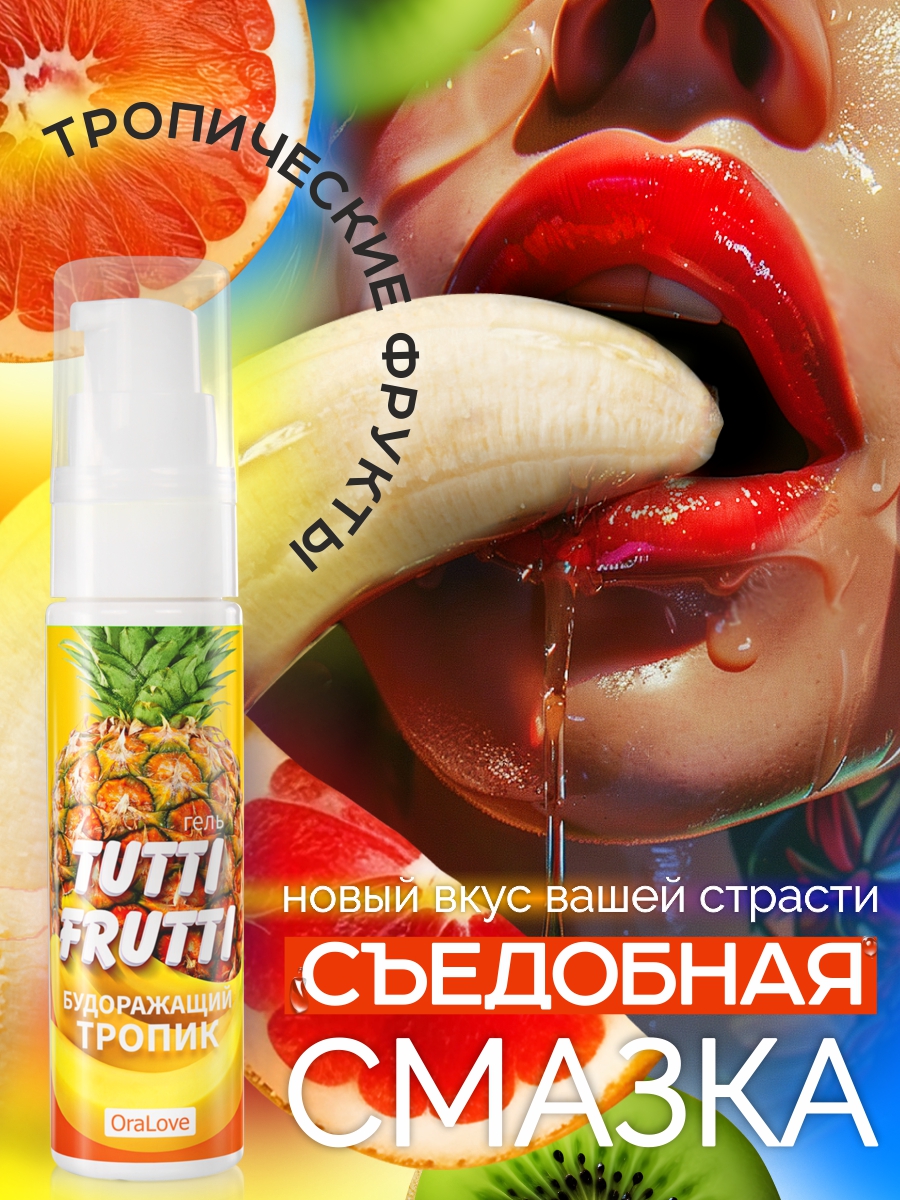 ТРОПИЧЕСКИЕ ФРУКТЫ
гель
TUTTI
FRUTTI
БУДОРАЖАЩИЙ
ТРОПИК
OraLove
новый вкус вашей страсти
СЪЕДОБНАЯ
СМАЗКА